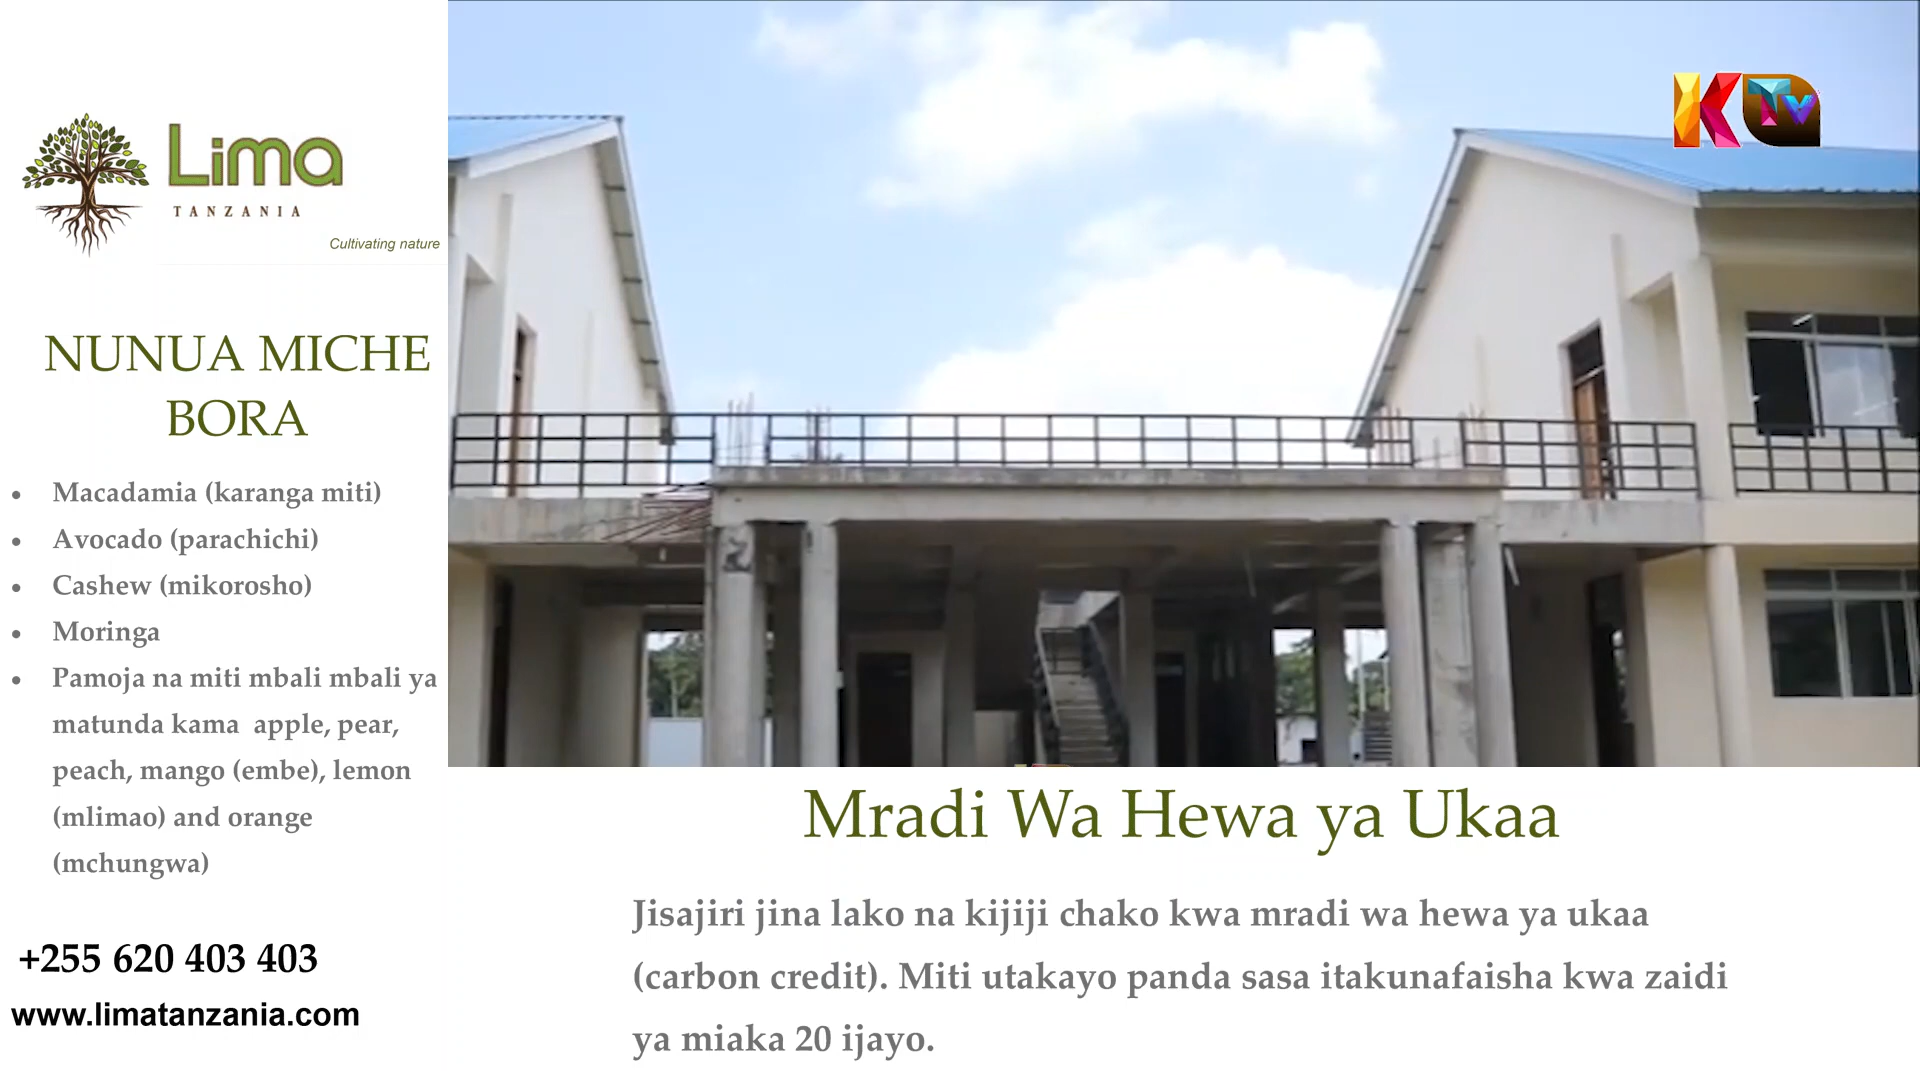 Lima
TANZANIA
Cultivating nature
NUNUA MICHE
BORA
• Macadamia (karanga miti)
• Avocado (parachichi)
• Cashew (mikorosho)
• Moringa
• Pamoja na miti mbali mbali ya
matunda kama apple, pear,
peach, mango (embe), lemon
(mlimao) and orange
(mchungwa)
+255 620 403 403
www.limatanzania.com
KTv
Mradi Wa Hewa ya Ukaa
Jisajiri jina lako na kijiji chako kwa mradi wa hewa ya ukaa
(carbon credit). Miti utakayo panda sasa itakunafaisha kwa zaidi
ya miaka 20 ijayo.